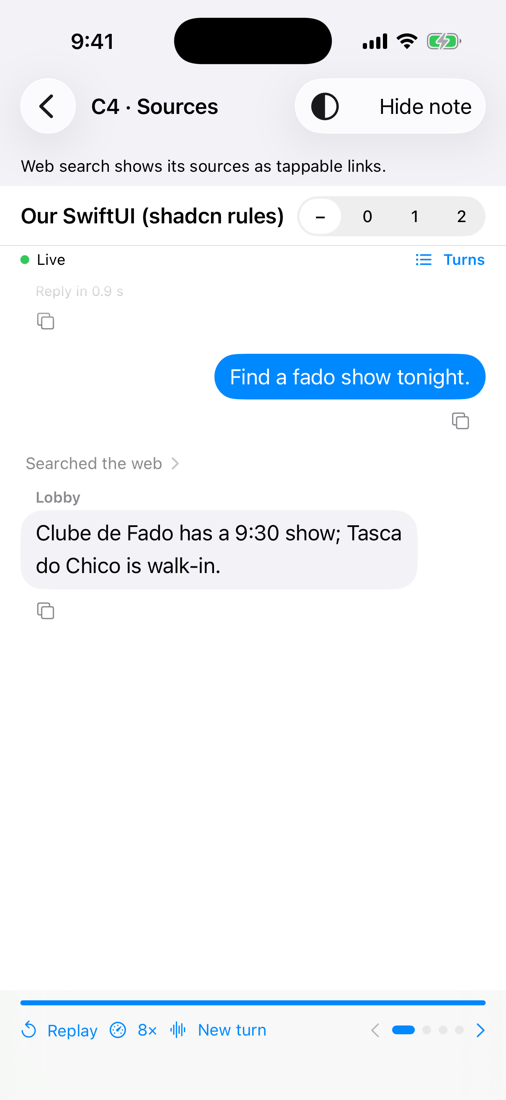 9:41
C4 · Sources
Hide note
Web search shows its sources as tappable links.
Our SwiftUI (shadcn rules)
– 0 1 2
Live
Turns
Reply in 0.9 s
Find a fado show tonight.
Searched the web
Lobby
Clube de Fado has a 9:30 show; Tasca
do Chico is walk-in.
Replay 8× New turn